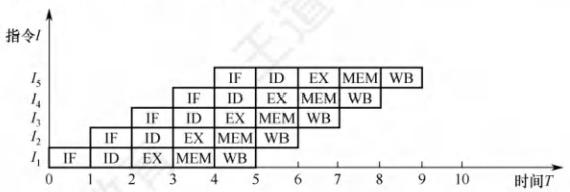 指令I
I5 IF ID EX MEM WB
I4 IF ID EX MEM WB
I3 IF ID EX MEM WB
I2 IF ID EX MEM WB
I1 IF ID EX MEM WB
0 1 2 3 4 5 6 7 8 9 10 时间T
王道